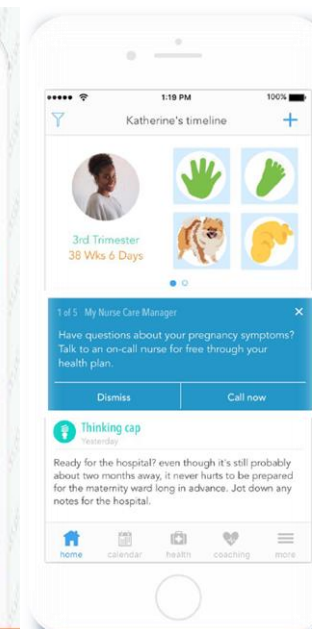 1:19 PM
100%
Katherine's timeline
3rd Trimester
38 Wks 6 Days
1 of 5 My Nurse Care Manager
Have questions about your pregnancy symptoms?
Talk to an on-call nurse for free through your
health plan.
Dismiss
Call now
Thinking cap
Yesterday
Ready for the hospital? even though it's still probably
about two months away, it never hurts to be prepared
for the maternity ward long in advance. Jot down any
notes for the hospital.
home
calendar
health
coaching
more